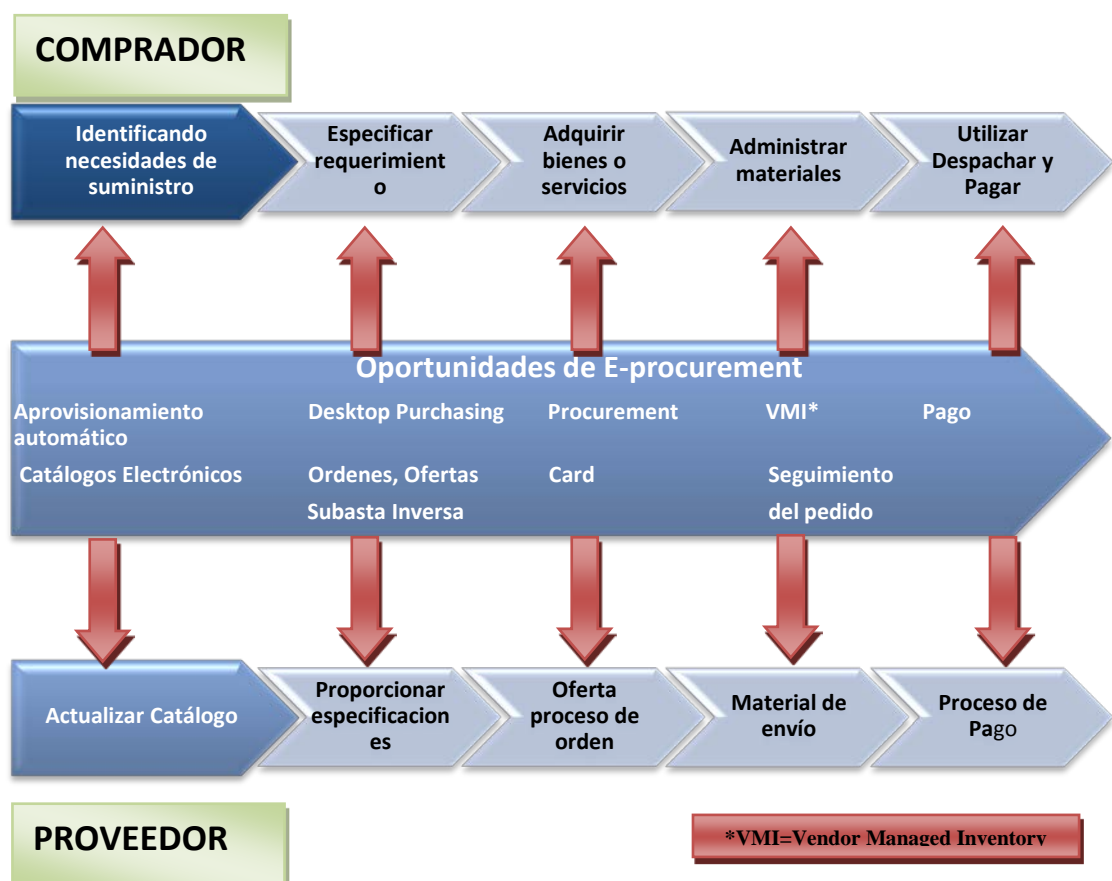 COMPRADOR
Identificando
necesidades de
suministro
Especificar
requerimient
o
Adquirir
bienes o
servicios
Administrar
materiales
Utilizar
Despachar y
Pagar
Oportunidades de E-procurement
Aprovisionamiento
automático
Catálogos Electrónicos
Desktop Purchasing
Ordenes, Ofertas
Subasta Inversa
Procurement
Card
VMI*
Seguimiento
del pedido
Pago
Actualizar Catálogo
Proporcionar
especificacion
es
Oferta
proceso de
orden
Material de
envío
Proceso de
Pago
PROVEEDOR
*VMI=Vendor Managed Inventory